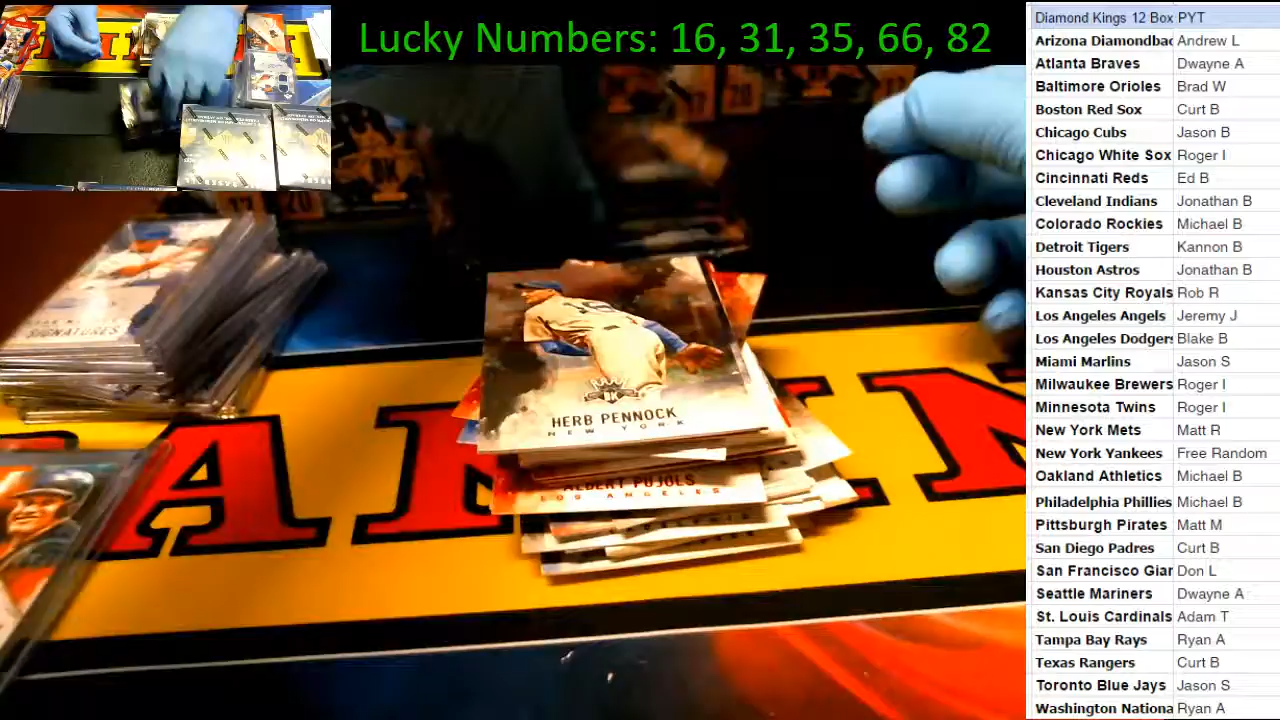 Lucky Numbers: 16, 31, 35, 66, 82
Diamond Kings 12 Box PYT
Arizona Diamondbac Andrew L
Atlanta Braves Dwayne A
Baltimore Orioles Brad W
Boston Red Sox Curt B
Chicago Cubs Jason B
Chicago White Sox Roger I
Cincinnati Reds Ed B
Cleveland Indians Jonathan B
Colorado Rockies Michael B
Detroit Tigers Kannon B
Houston Astros Jonathan B
Kansas City Royals Rob R
Los Angeles Angels Jeremy J
Los Angeles Dodgers Blake B
Miami Marlins Jason S
Milwaukee Brewers Roger I
Minnesota Twins Roger I
New York Mets Matt R
New York Yankees Free Random
Oakland Athletics Michael B
Philadelphia Phillies Michael B
Pittsburgh Pirates Matt M
San Diego Padres Curt B
San Francisco Gian Don L
Seattle Mariners Dwayne A
St. Louis Cardinals Adam T
Tampa Bay Rays Ryan A
Texas Rangers Curt B
Toronto Blue Jays Jason S
Washington Nationa Ryan A
SIGNATURES
DK
HERB PENNOCK
NEW YORK
ALBERT PUJOLS
LOS ANGELES